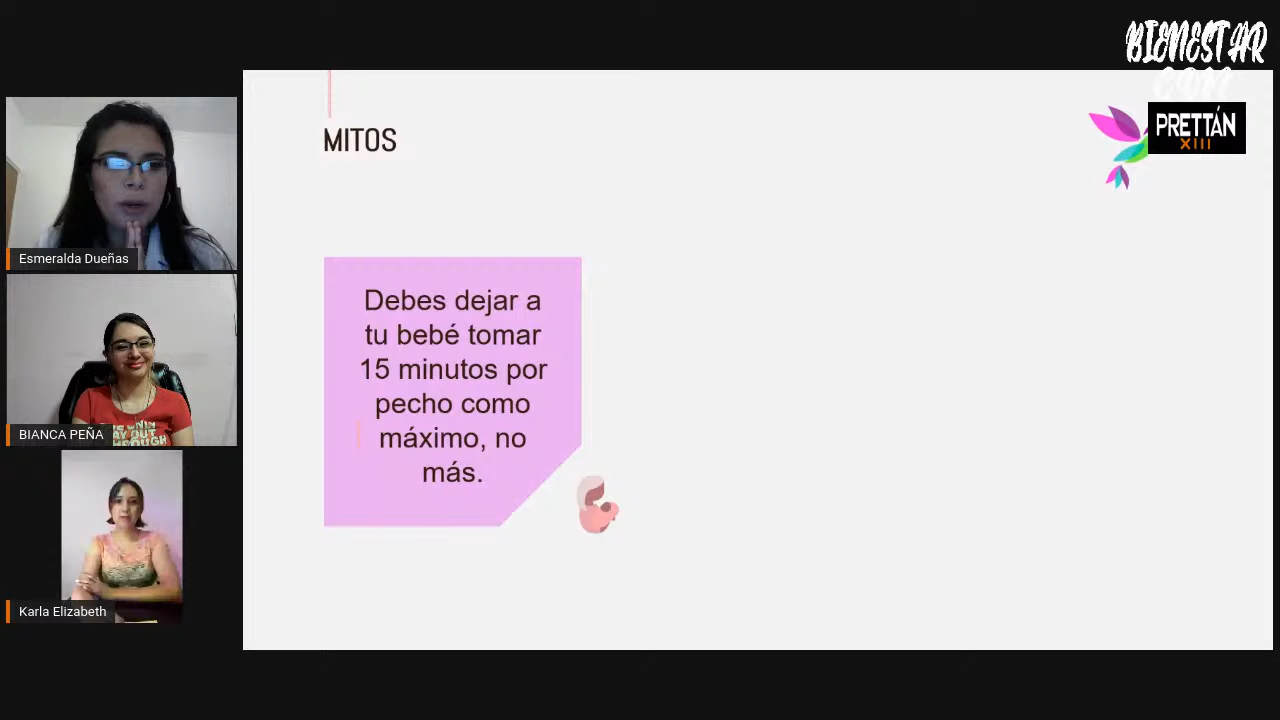 BIENESTAR
CON
PRETTÁN
XIII
MITOS
Debes dejar a
tu bebé tomar
15 minutos por
pecho como
máximo, no
más.
Esmeralda Dueñas
BIANCA PEÑA
Karla Elizabeth